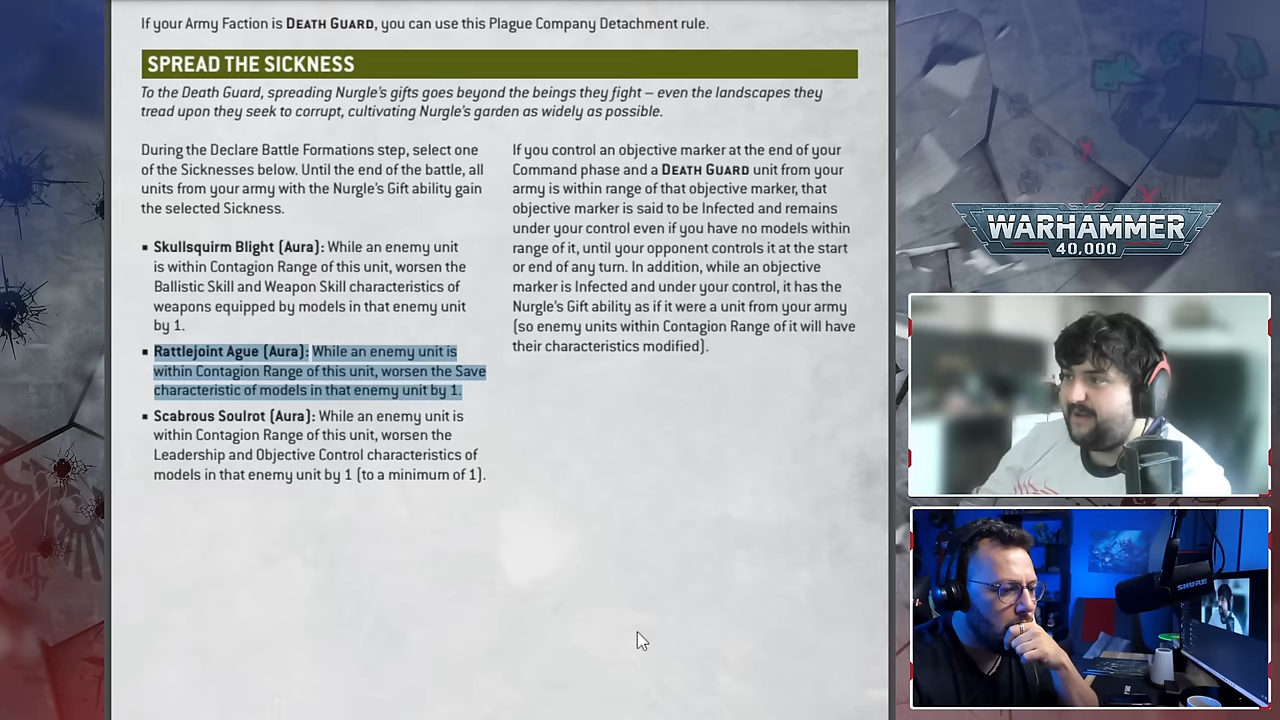 If your Army Faction is DEATH GUARD, you can use this Plague Company Detachment rule.
SPREAD THE SICKNESS
To the Death Guard, spreading Nurgle's gifts goes beyond the beings they fight – even the landscapes they
tread upon they seek to corrupt, cultivating Nurgle's garden as widely as possible.
During the Declare Battle Formations step, select one
of the Sicknesses below. Until the end of the battle, all
units from your army with the Nurgle's Gift ability gain
the selected Sickness.
▪ Skullsquirm Blight (Aura): While an enemy unit
is within Contagion Range of this unit, worsen the
Ballistic Skill and Weapon Skill characteristics of
weapons equipped by models in that enemy unit
by 1.
▪ Rattlejoint Ague (Aura): While an enemy unit is
within Contagion Range of this unit, worsen the Save
characteristic of models in that enemy unit by 1.
▪ Scabrous Soulrot (Aura): While an enemy unit is
within Contagion Range of this unit, worsen the
Leadership and Objective Control characteristics of
models in that enemy unit by 1 (to a minimum of 1).
If you control an objective marker at the end of your
Command phase and a DEATH GUARD unit from your
army is within range of that objective marker, that
objective marker is said to be Infected and remains
under your control even if you have no models within
range of it, until your opponent controls it at the start
or end of any turn. In addition, while an objective
marker is Infected and under your control, it has the
Nurgle's Gift ability as if it were a unit from your army
(so enemy units within Contagion Range of it will have
their characteristics modified).
WARHAMMER
40,000
SHURE